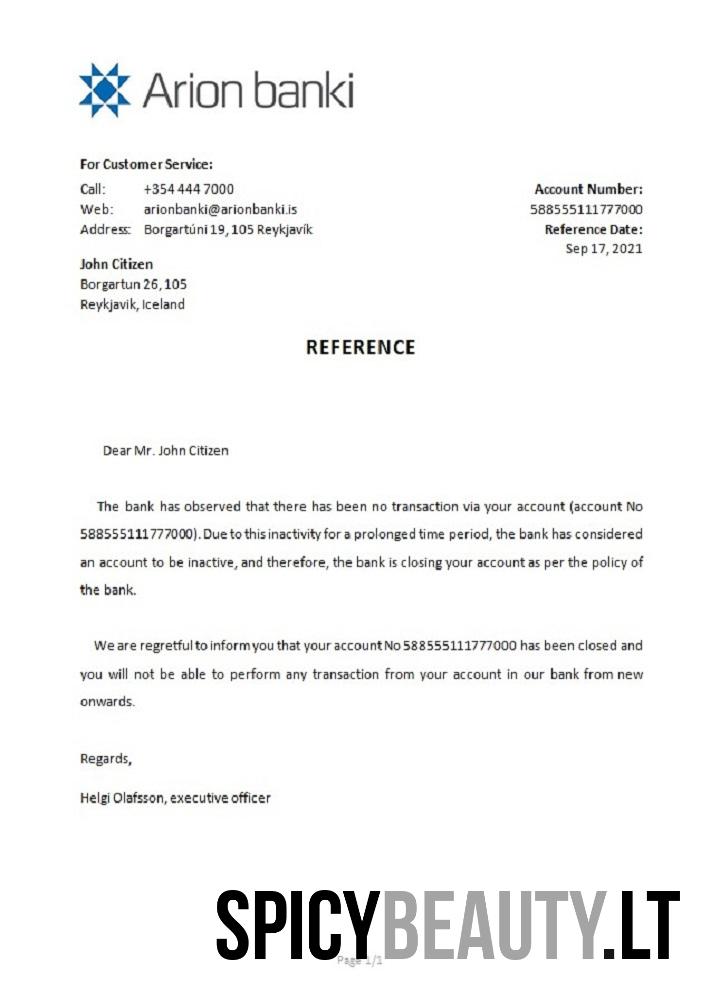 Arion banki
For Customer Service:
Call: +354 444 7000
Web: arionbanki@arionbanki.is
Address: Borgartúni 19, 105 Reykjavík
Account Number:
588555111777000
Reference Date:
Sep 17, 2021
John Citizen
Borgartun 26, 105
Reykjavik, Iceland
REFERENCE
Dear Mr. John Citizen
The bank has observed that there has been no transaction via your account (account No
588555111777000). Due to this inactivity for a prolonged time period, the bank has considered
an account to be inactive, and therefore, the bank is closing your account as per the policy of
the bank.
We are regretful to inform you that your account No 588555111777000 has been closed and
you will not be able to perform any transaction from your account in our bank from new
onwards.
Regards,
Helgi Olafsson, executive officer
SPICYBEAUTY.LT
Page 1/1